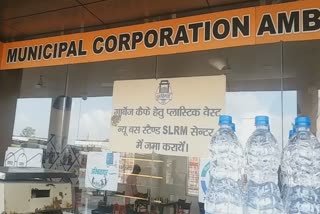 MUNICIPAL CORPORATION AMB
गार्बेज कैफे हेतु प्लास्टिक वेस्ट
न्यू बस स्टैण्ड SLRM सेन्टर
में जमा करायें।